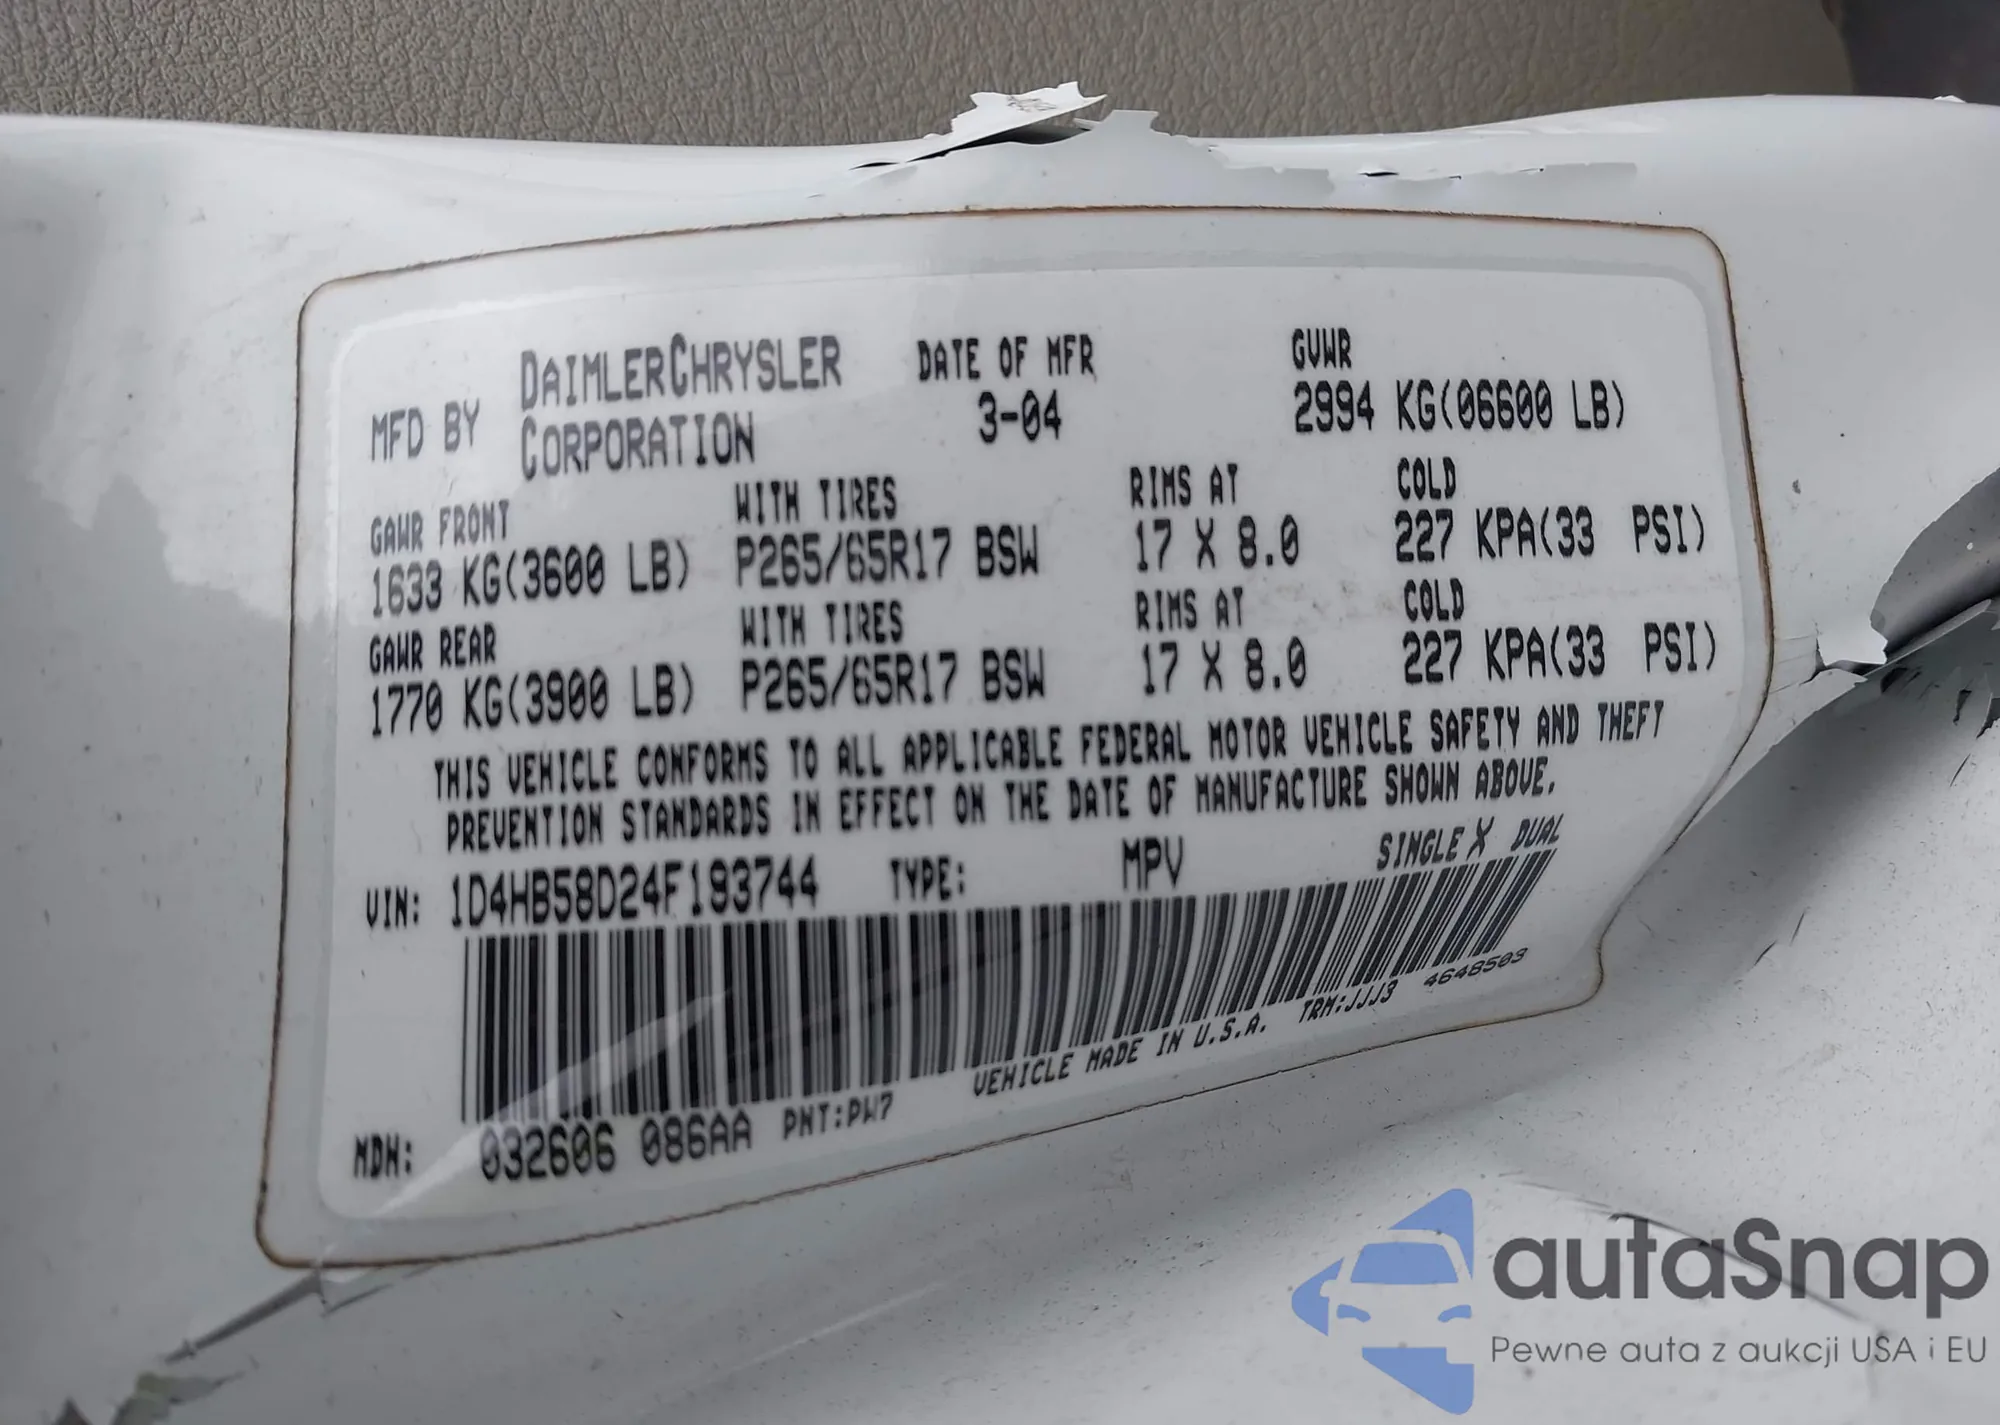 MFD BY DAIMLERCHRYSLER CORPORATION
DATE OF MFR 3-04
GVWR 2994 KG(06600 LB)
GAWR FRONT WITH TIRES RIMS AT COLD
1633 KG(3600 LB) P265/65R17 BSW 17 X 8.0 227 KPA(33 PSI)
GAWR REAR WITH TIRES RIMS AT COLD
1770 KG(3900 LB) P265/65R17 BSW 17 X 8.0 227 KPA(33 PSI)
THIS VEHICLE CONFORMS TO ALL APPLICABLE FEDERAL MOTOR VEHICLE SAFETY AND THEFT
PREVENTION STANDARDS IN EFFECT ON THE DATE OF MANUFACTURE SHOWN ABOVE.
VIN: 1D4HB58D24F193744 TYPE: MPV SINGLE X DUAL
VEHICLE MADE IN U.S.A. TRM:JJJ3 4648503
MDH: 032606 086AA PNT:PW7
autaSnap
Pewne auta z aukcji USA i EU